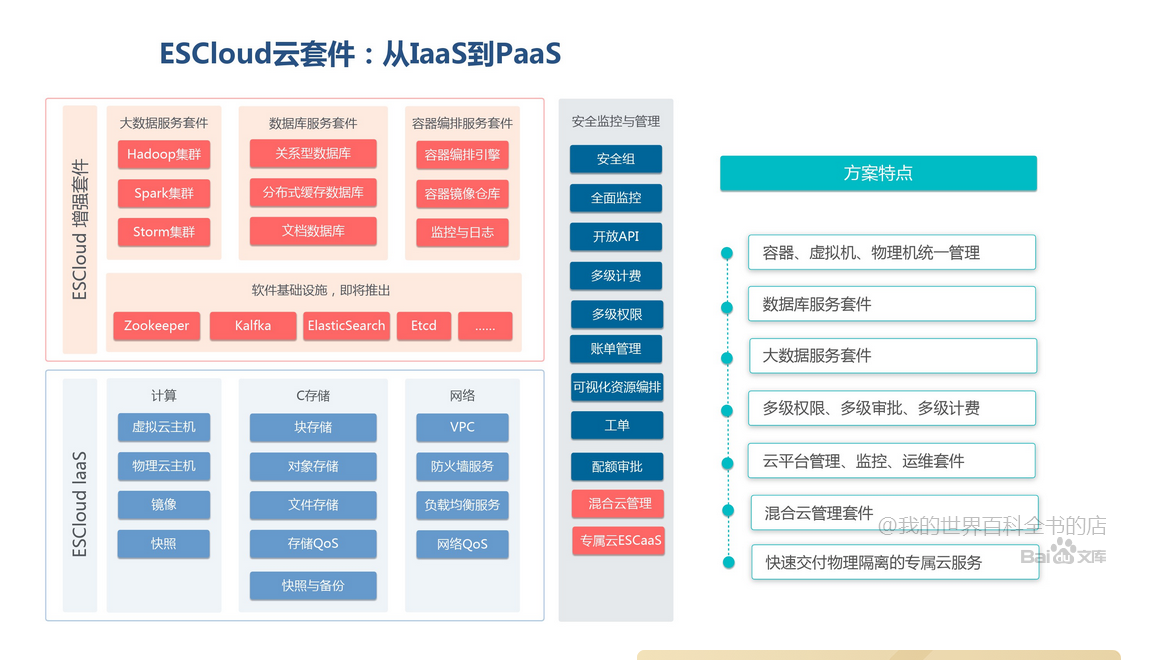 ESCloud云套件：从IaaS到PaaS
ESCloud 增强套件
大数据服务套件
Hadoop集群
Spark集群
Storm集群
数据库服务套件
关系型数据库
分布式缓存数据库
文档数据库
容器编排服务套件
容器编排引擎
容器镜像仓库
监控与日志
软件基础设施，即将推出
Zookeeper
Kalfka
ElasticSearch
Etcd
......
ESCloud IaaS
计算
虚拟云主机
物理云主机
镜像
快照
C存储
块存储
对象存储
文件存储
存储QoS
快照与备份
网络
VPC
防火墙服务
负载均衡服务
网络QoS
安全监控与管理
安全组
全面监控
开放API
多级计费
多级权限
账单管理
可视化资源编排
工单
配额审批
混合云管理
专属云ESCaaS
方案特点
容器、虚拟机、物理机统一管理
数据库服务套件
大数据服务套件
多级权限、多级审批、多级计费
云平台管理、监控、运维套件
混合云管理套件
快速交付物理隔离的专属云服务
@我的世界百科全书的店
Baidu文库